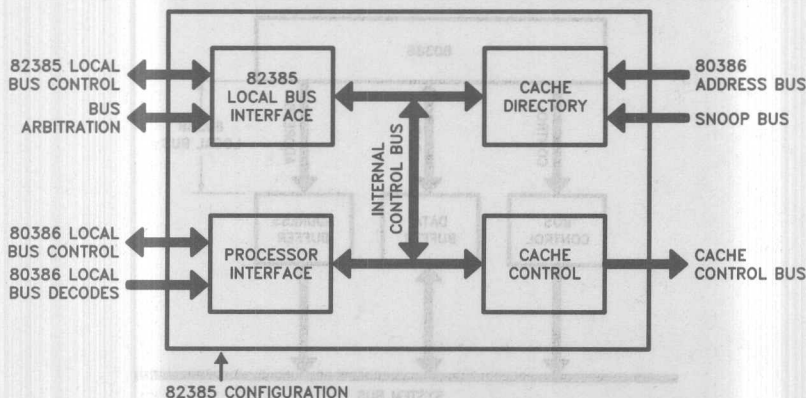 82385 LOCAL
BUS CONTROL
BUS
ARBITRATION
82385
LOCAL BUS
INTERFACE
CACHE
DIRECTORY
80386
ADDRESS BUS
SNOOP BUS
INTERNAL
CONTROL BUS
80386 LOCAL
BUS CONTROL
80386 LOCAL
BUS DECODES
PROCESSOR
INTERFACE
CACHE
CONTROL
CACHE
CONTROL BUS
82385 CONFIGURATION